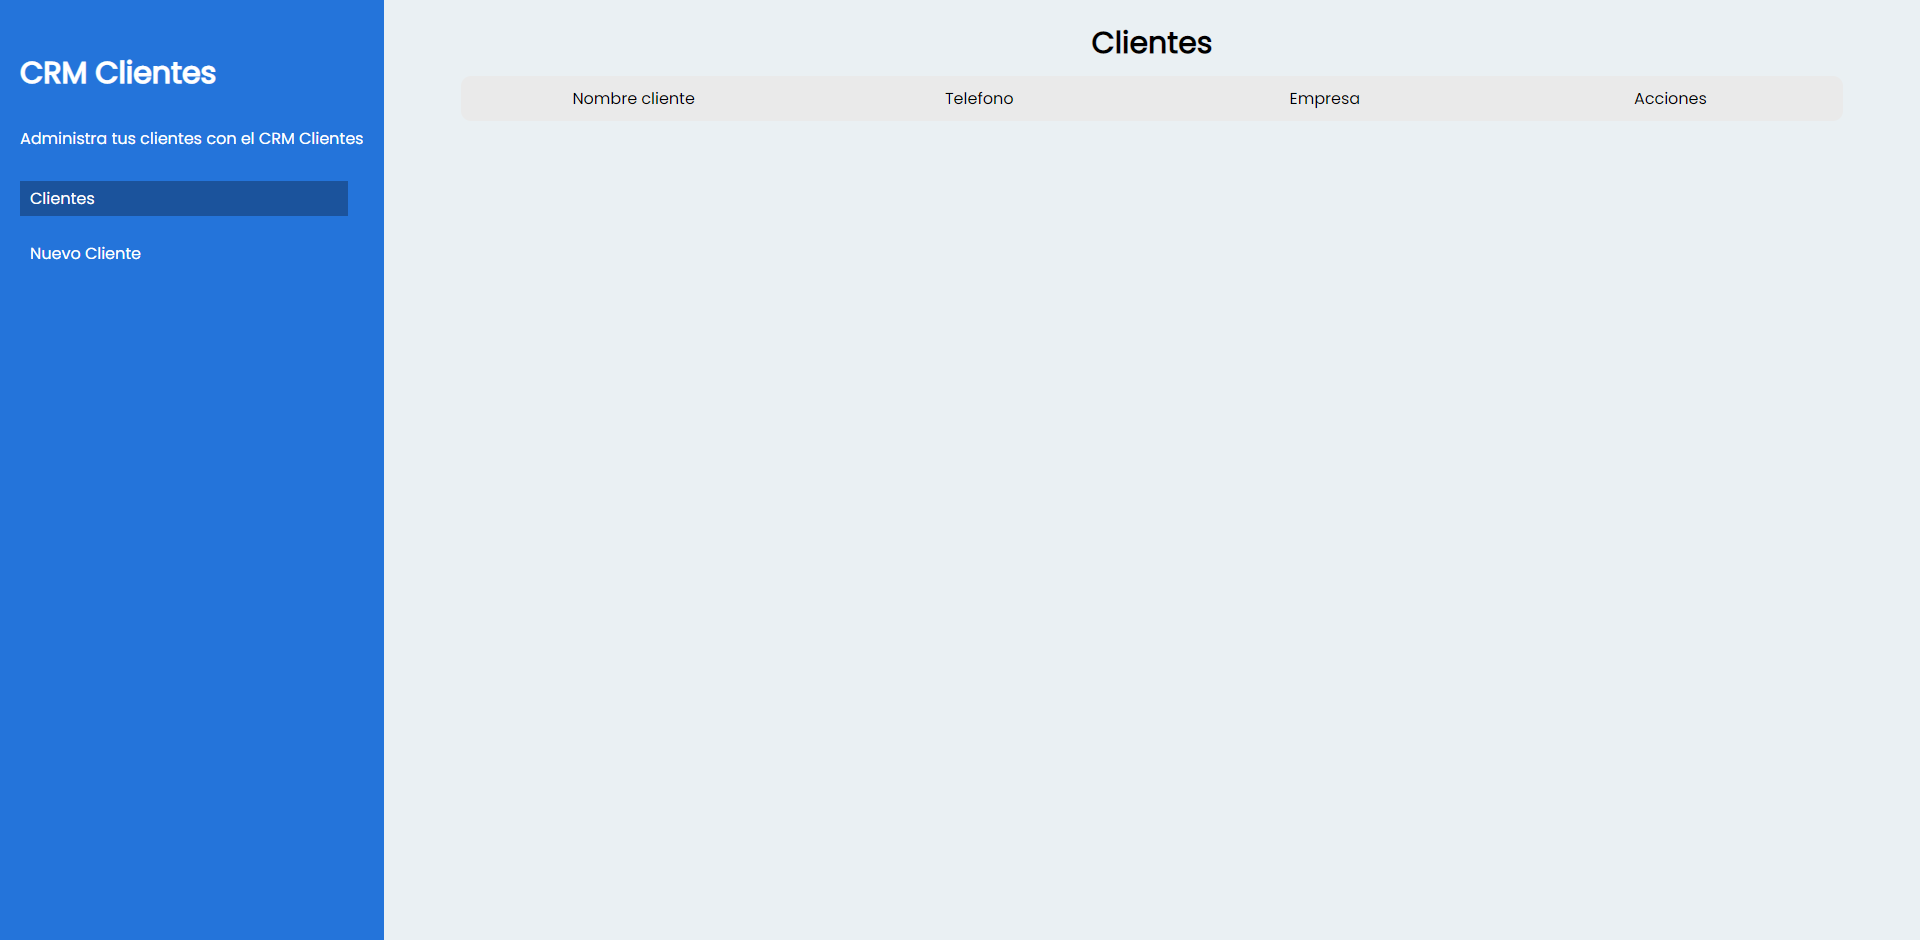 CRM Clientes
Administra tus clientes con el CRM Clientes
Clientes
Nuevo Cliente
Clientes
Nombre cliente Telefono Empresa Acciones